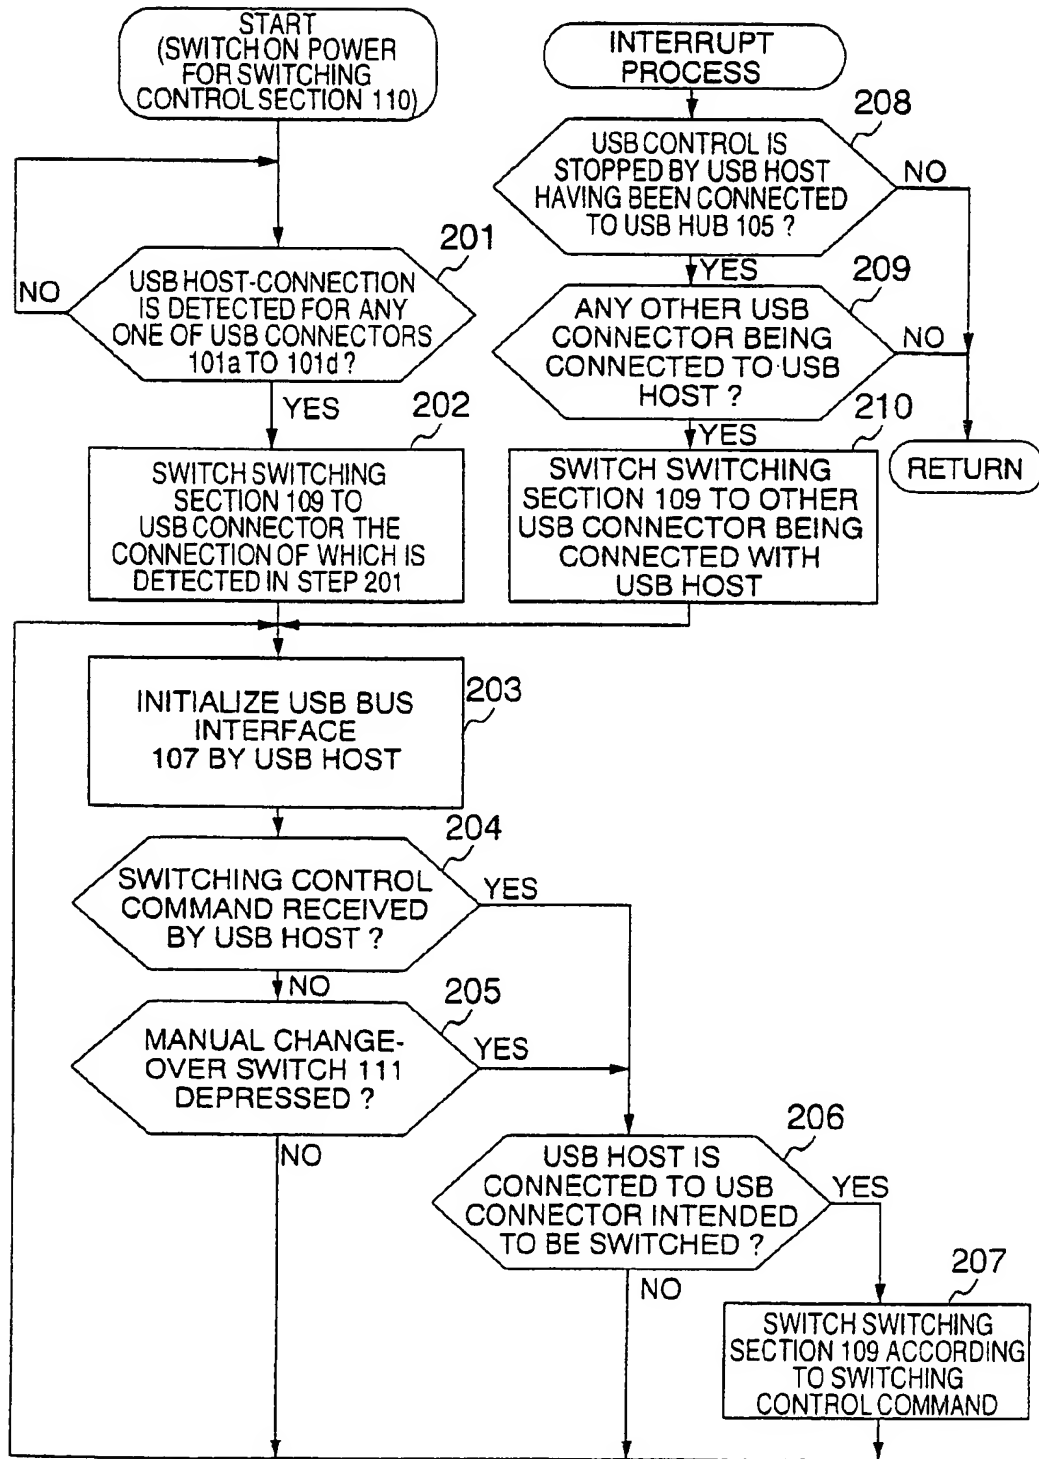 START
(SWITCH ON POWER
FOR SWITCHING
CONTROL SECTION 110)
NO
201
USB HOST-CONNECTION
IS DETECTED FOR ANY
ONE OF USB CONNECTORS
101a TO 101d ?
YES
202
SWITCH SWITCHING
SECTION 109 TO
USB CONNECTOR THE
CONNECTION OF WHICH IS
DETECTED IN STEP 201
INTERRUPT
PROCESS
208
USB CONTROL IS
STOPPED BY USB HOST
HAVING BEEN CONNECTED
TO USB HUB 105 ?
NO
YES
209
ANY OTHER USB
CONNECTOR BEING
CONNECTED TO USB
HOST ?
NO
YES
210
SWITCH SWITCHING
SECTION 109 TO OTHER
USB CONNECTOR BEING
CONNECTED WITH
USB HOST
RETURN
203
INITIALIZE USB BUS
INTERFACE
107 BY USB HOST
204
SWITCHING CONTROL
COMMAND RECEIVED
BY USB HOST ?
YES
NO
205
MANUAL CHANGE-
OVER SWITCH 111
DEPRESSED ?
YES
NO
206
USB HOST IS
CONNECTED TO USB
CONNECTOR INTENDED
TO BE SWITCHED ?
YES
NO
207
SWITCH SWITCHING
SECTION 109 ACCORDING
TO SWITCHING
CONTROL COMMAND